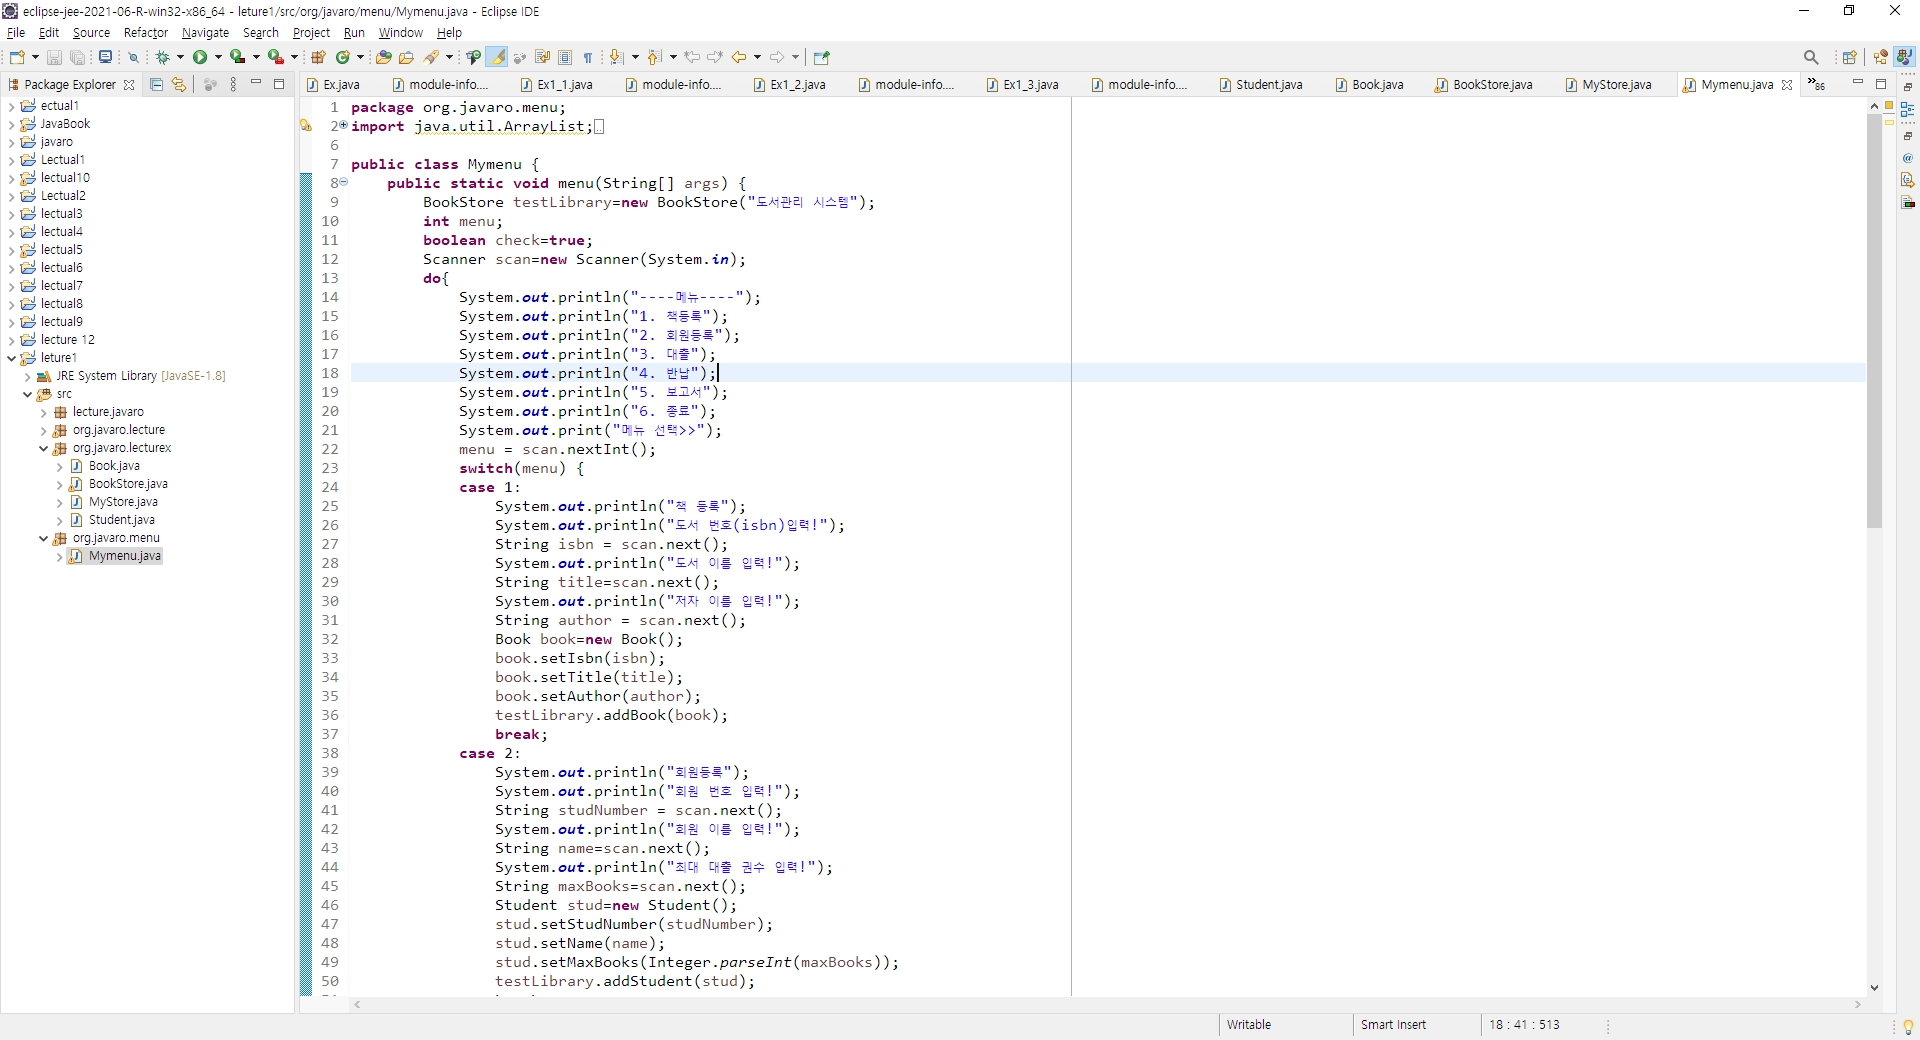 eclipse-jee-2021-06-R-win32-x86_64 - leture1/src/org/javaro/menu/Mymenu.java - Eclipse IDE
File Edit Source Refactor Navigate Search Project Run Window Help
Package Explorer
Ex.java module-info.... Ex1_1.java module-info.... Ex1_2.java module-info.... Ex1_3.java module-info.... Student.java Book.java BookStore.java MyStore.java Mymenu.java »86
ectual1
JavaBook
javaro
Lectual1
lectual10
Lectual2
lectual3
lectual4
lectual5
lectual6
lectual7
lectual8
lectual9
lecture 12
leture1
JRE System Library [JavaSE-1.8]
src
lecture.javaro
org.javaro.lecture
org.javaro.lecturex
Book.java
BookStore.java
MyStore.java
Student.java
org.javaro.menu
Mymenu.java
1 package org.javaro.menu;
2 import java.util.ArrayList;
6
7 public class Mymenu {
8 public static void menu(String[] args) {
9 BookStore testLibrary=new BookStore("도서관리 시스템");
10 int menu;
11 boolean check=true;
12 Scanner scan=new Scanner(System.in);
13 do{
14 System.out.println("----메뉴----");
15 System.out.println("1. 책등록");
16 System.out.println("2. 회원등록");
17 System.out.println("3. 대출");
18 System.out.println("4. 반납");
19 System.out.println("5. 보고서");
20 System.out.println("6. 종료");
21 System.out.print("메뉴 선택>>");
22 menu = scan.nextInt();
23 switch(menu) {
24 case 1:
25 System.out.println("책 등록");
26 System.out.println("도서 번호(isbn)입력!");
27 String isbn = scan.next();
28 System.out.println("도서 이름 입력!");
29 String title=scan.next();
30 System.out.println("저자 이름 입력!");
31 String author = scan.next();
32 Book book=new Book();
33 book.setIsbn(isbn);
34 book.setTitle(title);
35 book.setAuthor(author);
36 testLibrary.addBook(book);
37 break;
38 case 2:
39 System.out.println("회원등록");
40 System.out.println("회원 번호 입력!");
41 String studNumber = scan.next();
42 System.out.println("회원 이름 입력!");
43 String name=scan.next();
44 System.out.println("최대 대출 권수 입력!");
45 String maxBooks=scan.next();
46 Student stud=new Student();
47 stud.setStudNumber(studNumber);
48 stud.setName(name);
49 stud.setMaxBooks(Integer.parseInt(maxBooks));
50 testLibrary.addStudent(stud);
Writable Smart Insert 18 : 41 : 513